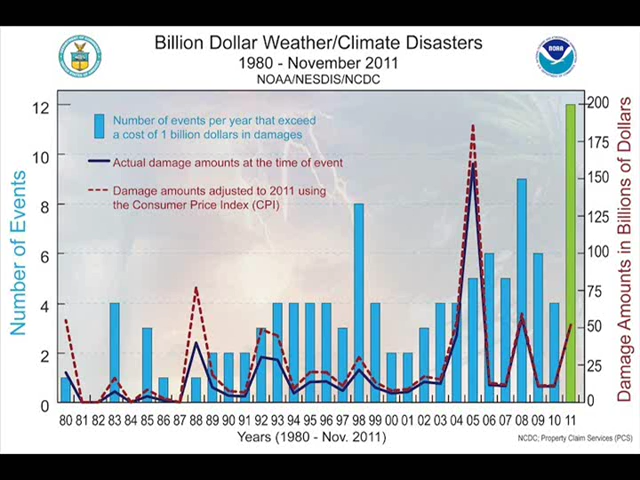 Billion Dollar Weather/Climate Disasters
1980 - November 2011
NOAA/NESDIS/NCDC
NOAA
Number of events per year that exceed
a cost of 1 billion dollars in damages
Actual damage amounts at the time of event
Damage amounts adjusted to 2011 using
the Consumer Price Index (CPI)
Number of Events
12
10
8
6
4
2
0
Damage Amounts in Billions of Dollars
200
175
150
125
100
75
50
25
0
80 81 82 83 84 85 86 87 88 89 90 91 92 93 94 95 96 97 98 99 00 01 02 03 04 05 06 07 08 09 10 11
Years (1980 - Nov. 2011)
NCDC; Property Claim Services (PCS)